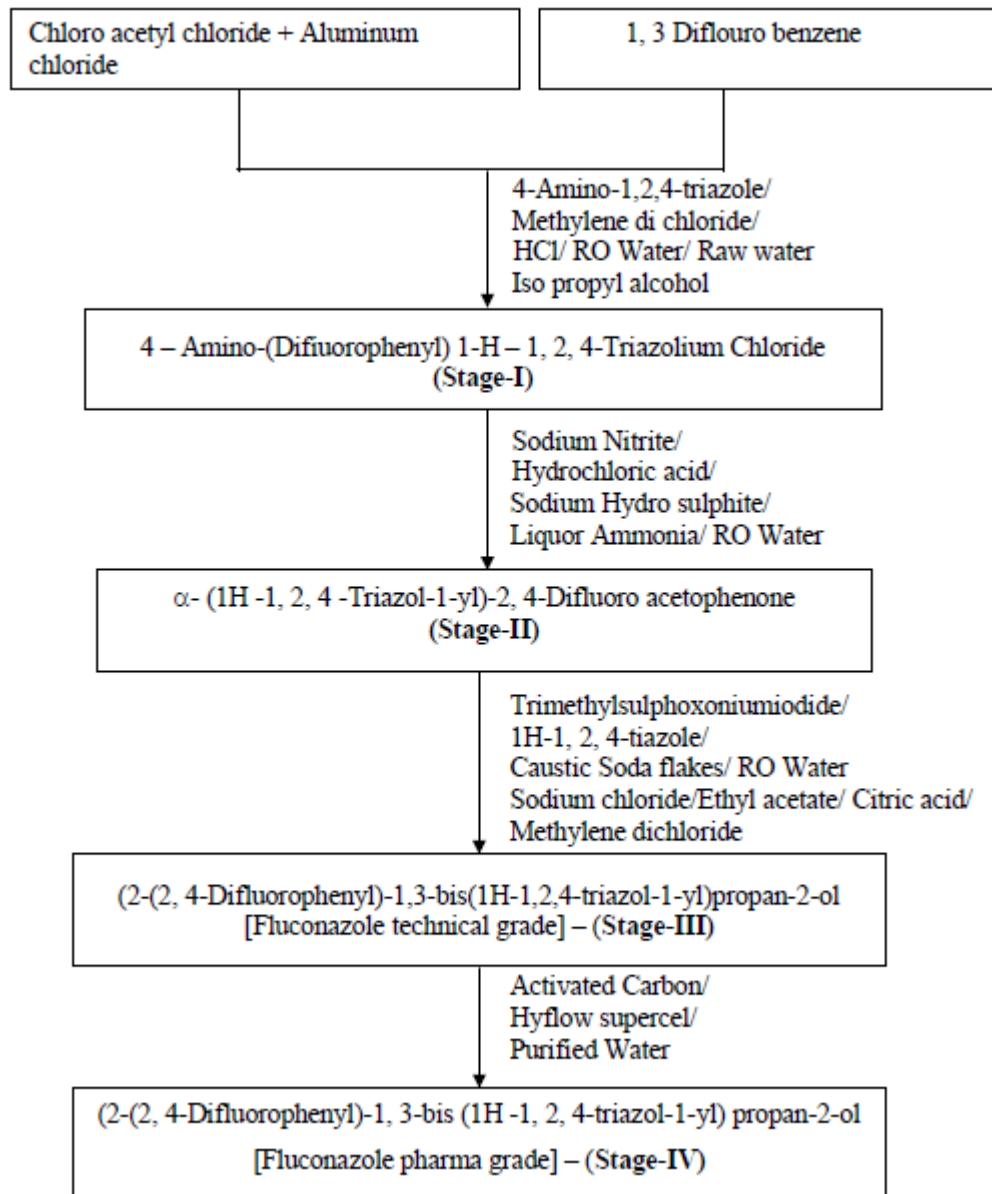 Chloro acetyl chloride + Aluminum
chloride
1, 3 Diflouro benzene
4-Amino-1,2,4-triazole/
Methylene di chloride/
HCl/ RO Water/ Raw water
Iso propyl alcohol
4 – Amino-(Difiuorophenyl) 1-H – 1, 2, 4-Triazolium Chloride
(Stage-I)
Sodium Nitrite/
Hydrochloric acid/
Sodium Hydro sulphite/
Liquor Ammonia/ RO Water
α- (1H -1, 2, 4 -Triazol-1-yl)-2, 4-Difluoro acetophenone
(Stage-II)
Trimethylsulphoxoniumiodide/
1H-1, 2, 4-tiazole/
Caustic Soda flakes/ RO Water
Sodium chloride/Ethyl acetate/ Citric acid/
Methylene dichloride
(2-(2, 4-Difluorophenyl)-1,3-bis(1H-1,2,4-triazol-1-yl)propan-2-ol
[Fluconazole technical grade] – (Stage-III)
Activated Carbon/
Hyflow supercel/
Purified Water
(2-(2, 4-Difluorophenyl)-1, 3-bis (1H -1, 2, 4-triazol-1-yl) propan-2-ol
[Fluconazole pharma grade] – (Stage-IV)